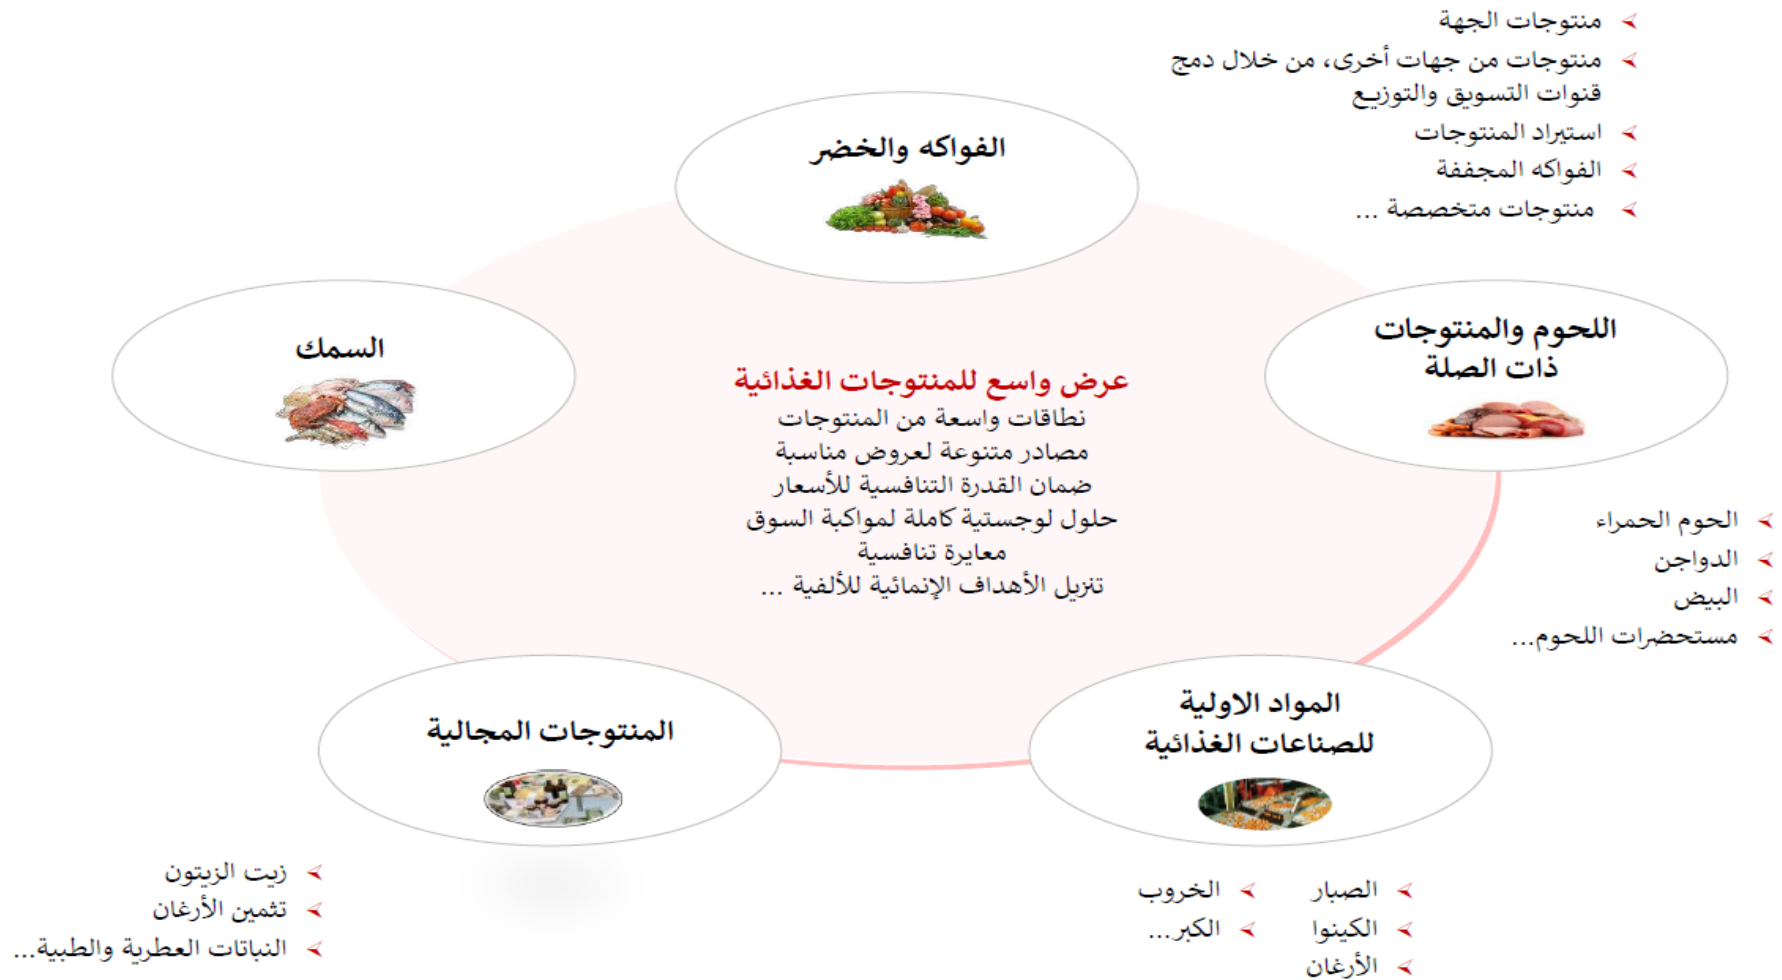 منتوجات الجهة
منتوجات من جهات أخرى، من خلال دمج
قنوات التسويق والتوزيع
استيراد المنتوجات
الفواكه المجففة
منتوجات متخصصة ...
الفواكه والخضر
اللحوم والمنتوجات
ذات الصلة
السمك
عرض واسع للمنتوجات الغذائية
نطاقات واسعة من المنتوجات
مصادر متنوعة لعروض مناسبة
ضمان القدرة التنافسية للأسعار
حلول لوجستية كاملة لمواكبة السوق
معايرة تنافسية
تنزيل الأهداف الإنمائية للألفية ...
الحوم الحمراء
الدواجن
البيض
مستحضرات اللحوم...
المواد الاولية
للصناعات الغذائية
المنتوجات المجالية
الصبار
الكينوا
الأرغان
الخروب
الكبر...
زيت الزيتون
تثمين الأرغان
النباتات العطرية والطبية...